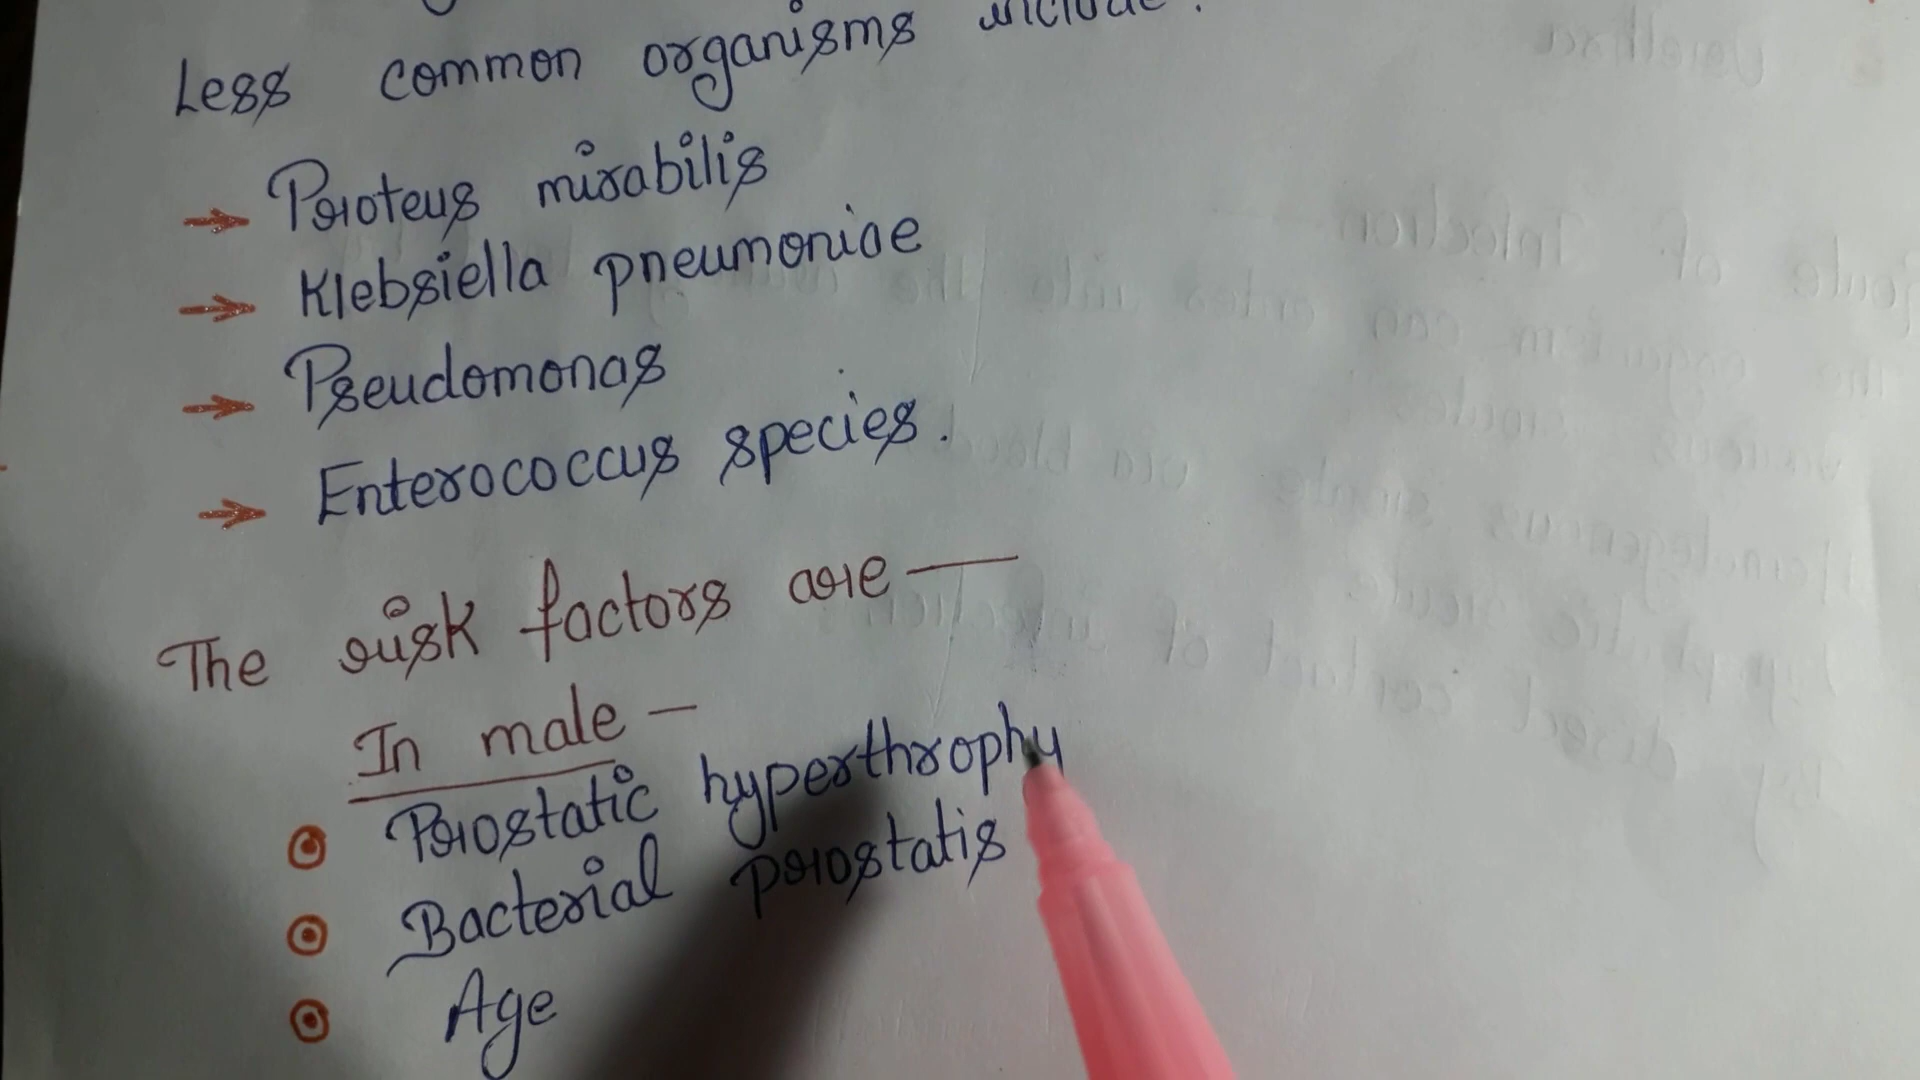 Less common organisms include:
→ Proteus mirabilis
→ Klebsiella pneumoniae
→ Pseudomonas
→ Enterococcus species.
The risk factors are —
In male -
Prostatic hyperthrophy
Bacterial prostatis
Age